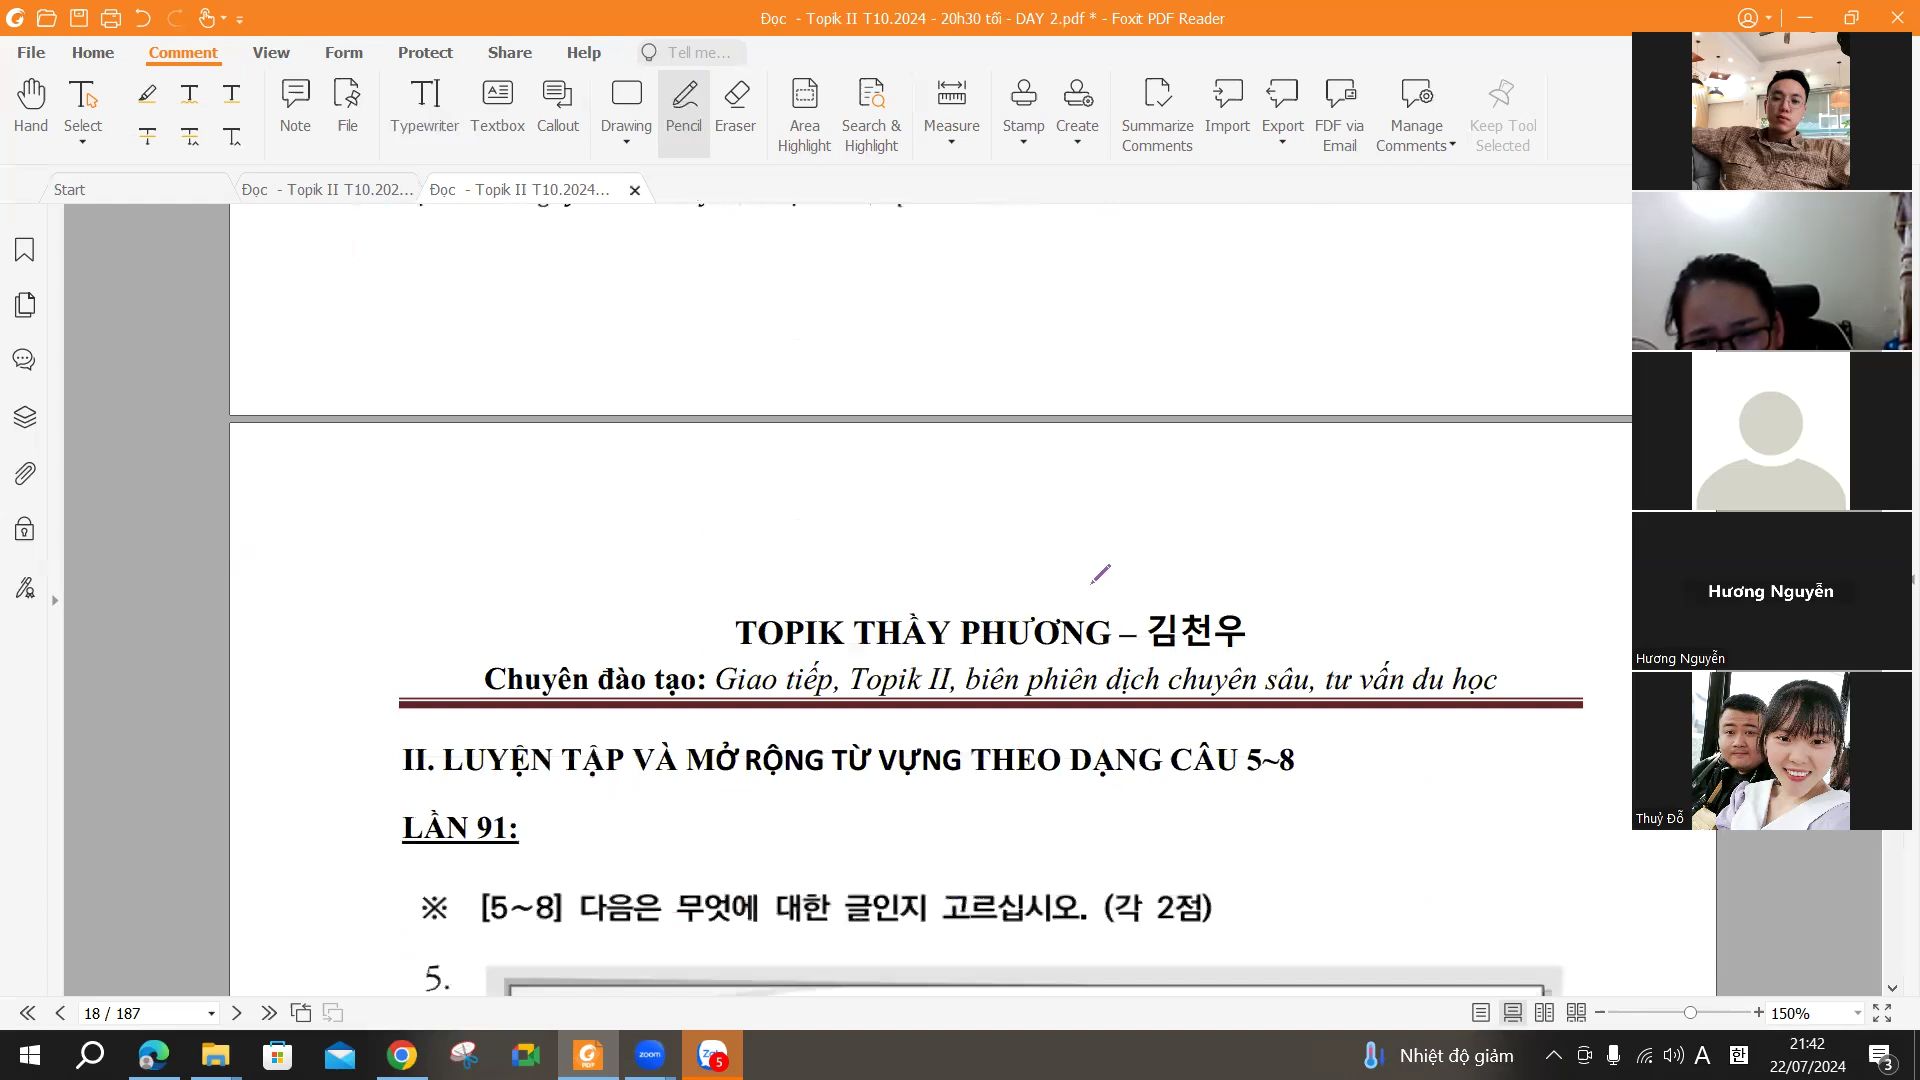 Đọc - Topik II T10.2024 - 20h30 tối - DAY 2.pdf * - Foxit PDF Reader
File Home Comment View Form Protect Share Help Tell me...
Hand Select Note File Typewriter Textbox Callout Drawing Pencil Eraser Area Highlight Search & Highlight Measure Stamp Create Summarize Comments Import Export FDF via Email Manage Comments Keep Tool Selected
Start Đọc - Topik II T10.202... Đọc - Topik II T10.2024...
TOPIK THẦY PHƯƠNG – 김천우
Chuyên đào tạo: Giao tiếp, Topik II, biên phiên dịch chuyên sâu, tư vấn du học
II. LUYỆN TẬP VÀ MỞ RỘNG TỪ VỰNG THEO DẠNG CÂU 5~8
LẦN 91:
※ [5~8] 다음은 무엇에 대한 글인지 고르십시오. (각 2점)
5.
Hương Nguyễn
Hương Nguyễn
Thuỷ Đỗ
18 / 187
150%
zoom
5
Nhiệt độ giảm
A
한
21:42
22/07/2024
3